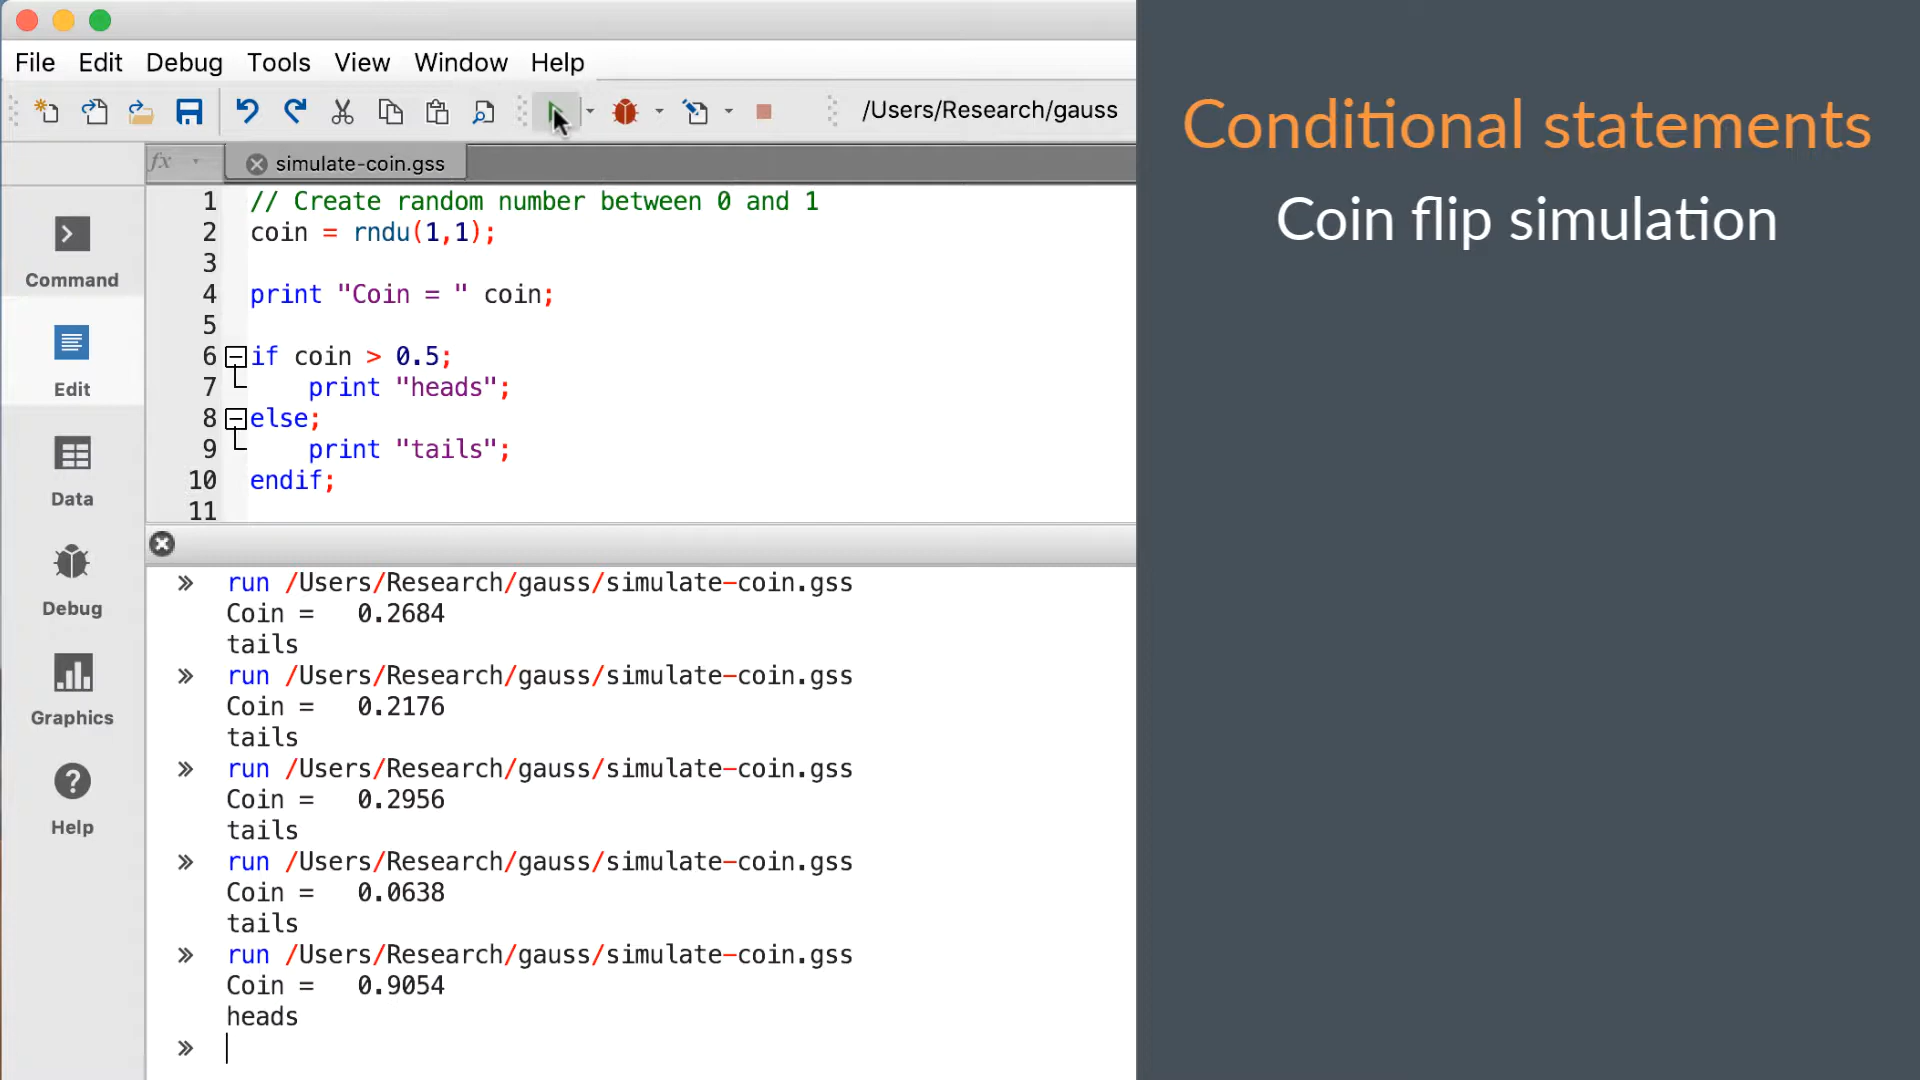 File Edit Debug Tools View Window Help
/Users/Research/gauss
fx
simulate-coin.gss
Command
Edit
Data
Debug
Graphics
Help
1 // Create random number between 0 and 1
2 coin = rndu(1,1);
3
4 print "Coin = " coin;
5
6 if coin > 0.5;
7 print "heads";
8 else;
9 print "tails";
10 endif;
11
» run /Users/Research/gauss/simulate-coin.gss
Coin = 0.2684
tails
» run /Users/Research/gauss/simulate-coin.gss
Coin = 0.2176
tails
» run /Users/Research/gauss/simulate-coin.gss
Coin = 0.2956
tails
» run /Users/Research/gauss/simulate-coin.gss
Coin = 0.0638
tails
» run /Users/Research/gauss/simulate-coin.gss
Coin = 0.9054
heads
»
Conditional statements
Coin flip simulation